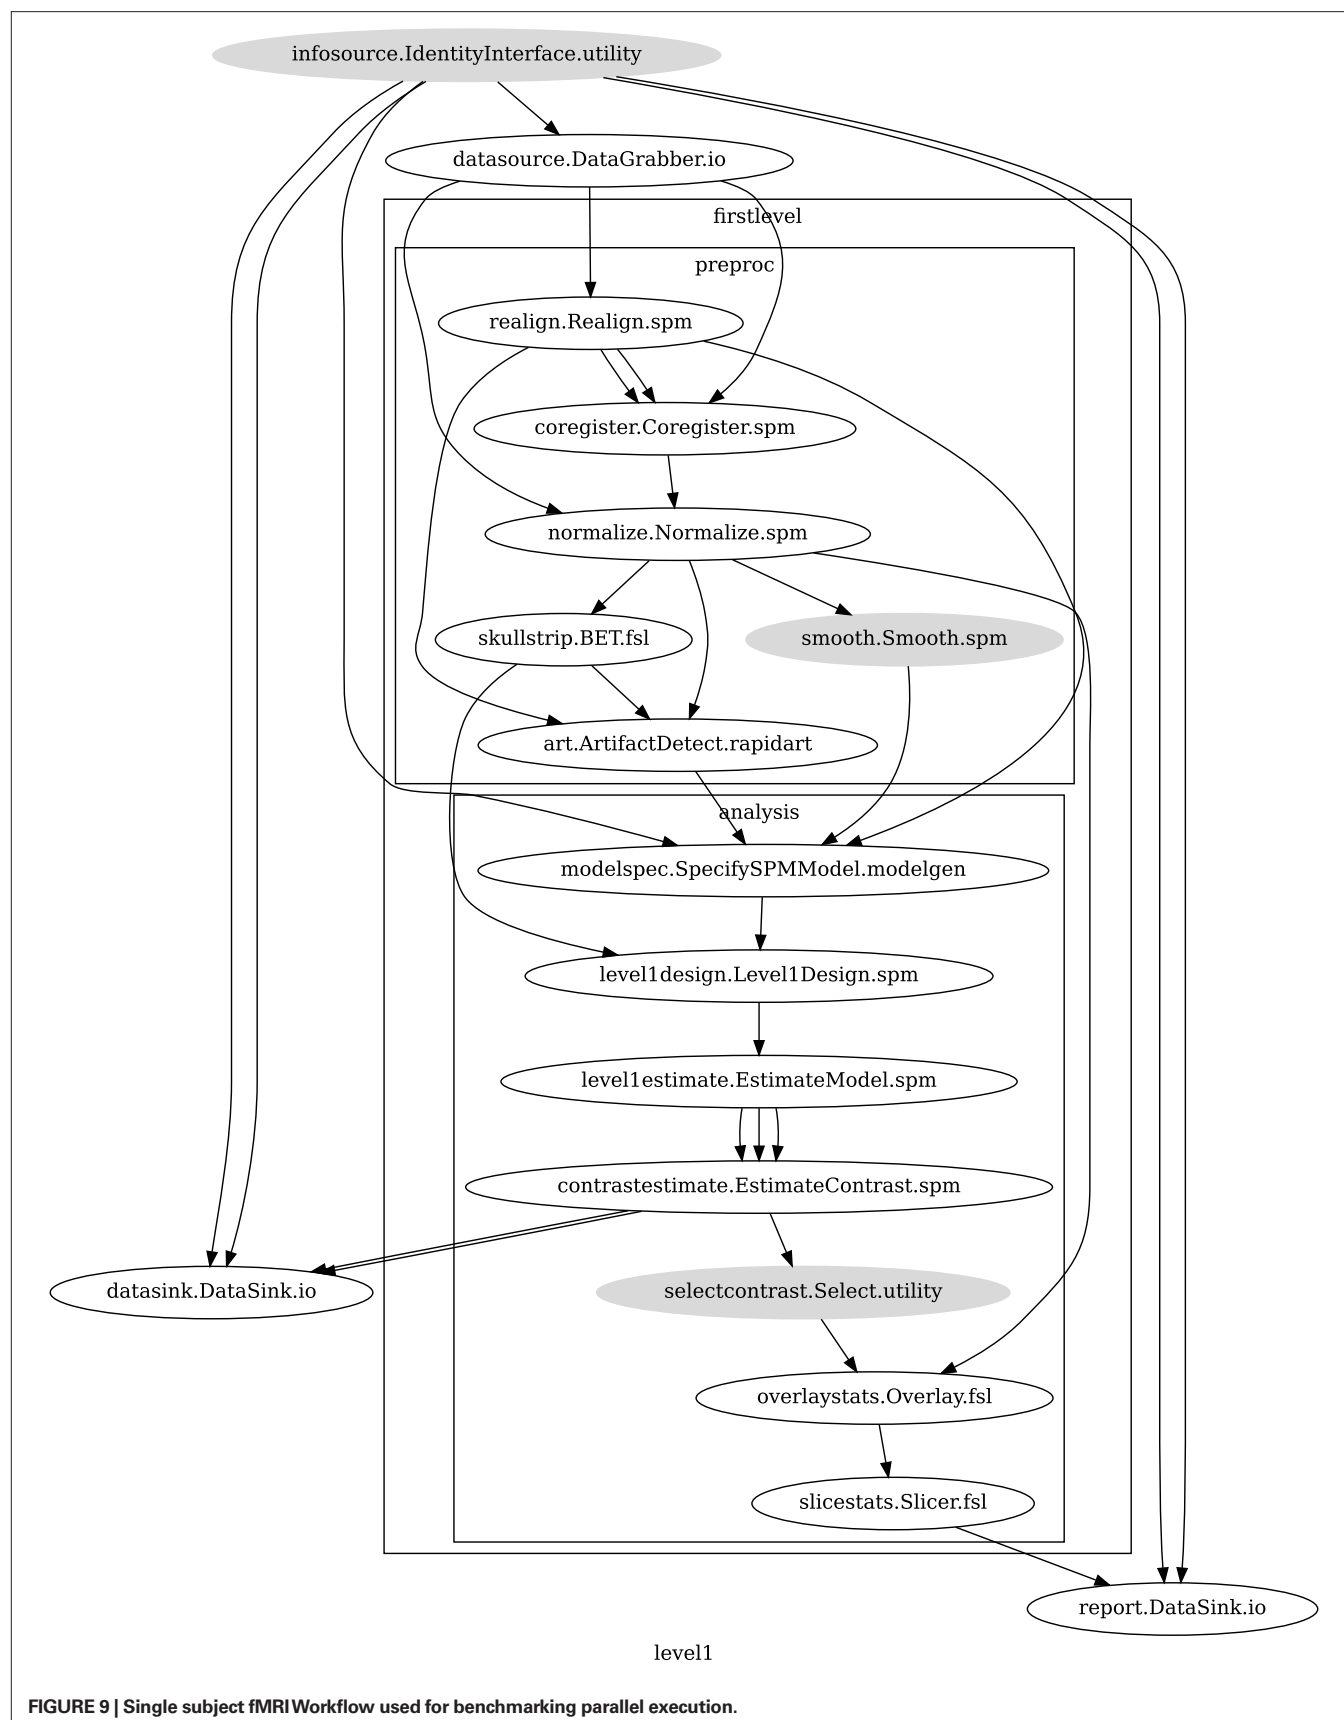 infosource.IdentityInterface.utility
datasource.DataGrabber.io
firstlevel
preproc
realign.Realign.spm
coregister.Coregister.spm
normalize.Normalize.spm
skullstrip.BET.fsl
smooth.Smooth.spm
art.ArtifactDetect.rapidart
analysis
modelspec.SpecifySPMModel.modelgen
level1design.Level1Design.spm
level1estimate.EstimateModel.spm
contrastestimate.EstimateContrast.spm
datasink.DataSink.io
selectcontrast.Select.utility
overlaystats.Overlay.fsl
slicestats.Slicer.fsl
report.DataSink.io
level1
FIGURE 9 | Single subject fMRI Workflow used for benchmarking parallel execution.